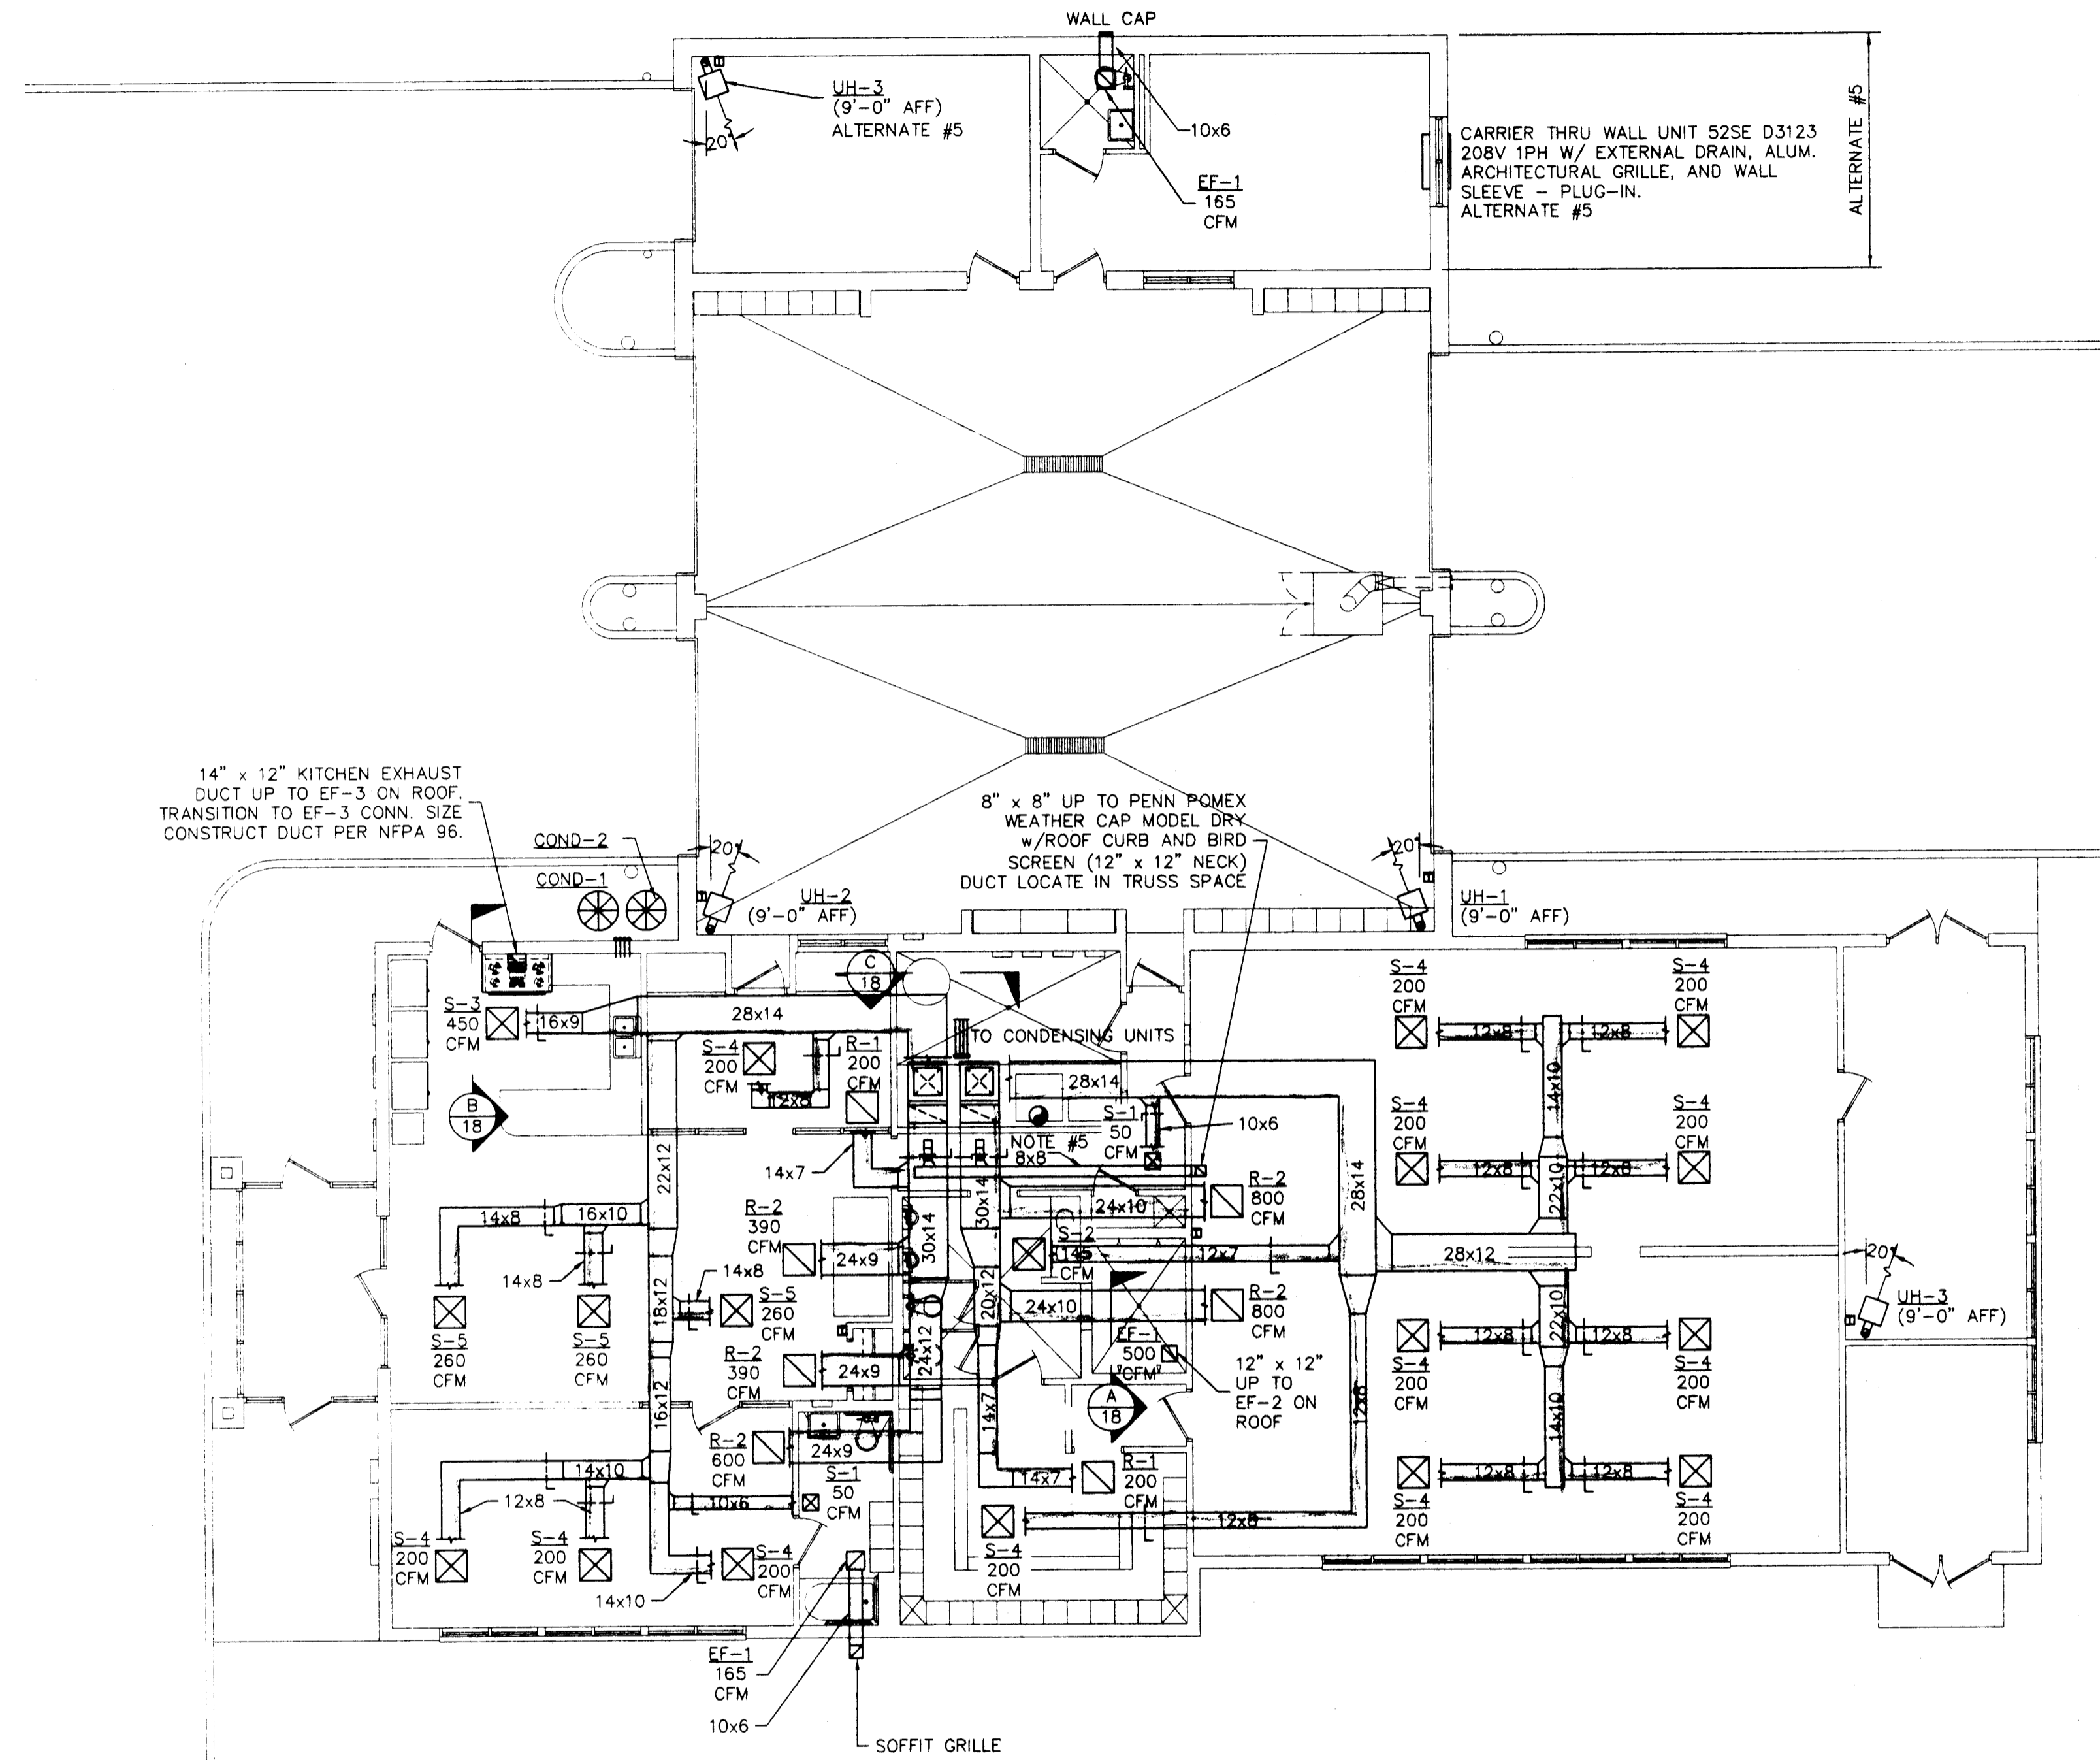 WALL CAP
UH-3
(9'-0" AFF)
ALTERNATE #5
20°
10x6
EF-1
165
CFM
CARRIER THRU WALL UNIT 52SE D3123
208V 1PH W/ EXTERNAL DRAIN, ALUM.
ARCHITECTURAL GRILLE, AND WALL
SLEEVE - PLUG-IN.
ALTERNATE #5
ALTERNATE #5
14" x 12" KITCHEN EXHAUST
DUCT UP TO EF-3 ON ROOF.
TRANSITION TO EF-3 CONN. SIZE
CONSTRUCT DUCT PER NFPA 96.
COND-2
COND-1
20°
UH-2
(9'-0" AFF)
8" x 8" UP TO PENN POMEX
WEATHER CAP MODEL DRY
w/ROOF CURB AND BIRD
SCREEN (12" x 12" NECK)
DUCT LOCATE IN TRUSS SPACE
20°
UH-1
(9'-0" AFF)
C
18
S-3
450
CFM
16x9
28x14
S-4
200
CFM
12x8
R-1
200
CFM
TO CONDENSING UNITS
28x14
S-1
50
CFM
10x6
NOTE #5
8x8
B
18
14x7
22x12
30x14
30x14
24x10
R-2
800
CFM
R-2
390
CFM
24x9
S-2
CFM
12x7
28x14
28x12
14x8
16x10
14x8
18x12
14x8
S-5
260
CFM
S-5
260
CFM
S-5
260
CFM
20x12
24x10
R-2
800
CFM
R-2
390
CFM
24x9
24x12
EF-1
500
"CFM"
12" x 12"
UP TO
EF-2 ON
ROOF
A
18
16x12
14x7
12x8
R-2
600
CFM
24x9
14x10
12x8
10x6
S-1
50
CFM
14x7
R-1
200
CFM
12x8
S-4
200
CFM
S-4
200
CFM
S-4
200
CFM
S-4
200
CFM
14x10
EF-1
165
CFM
10x6
SOFFIT GRILLE
S-4
200
CFM
S-4
200
CFM
12x8
12x8
14x10
S-4
200
CFM
S-4
200
CFM
12x8
12x8
22x10
22x10
12x8
12x8
S-4
200
CFM
S-4
200
CFM
14x10
12x8
12x8
S-4
200
CFM
S-4
200
CFM
20°
UH-3
(9'-0" AFF)